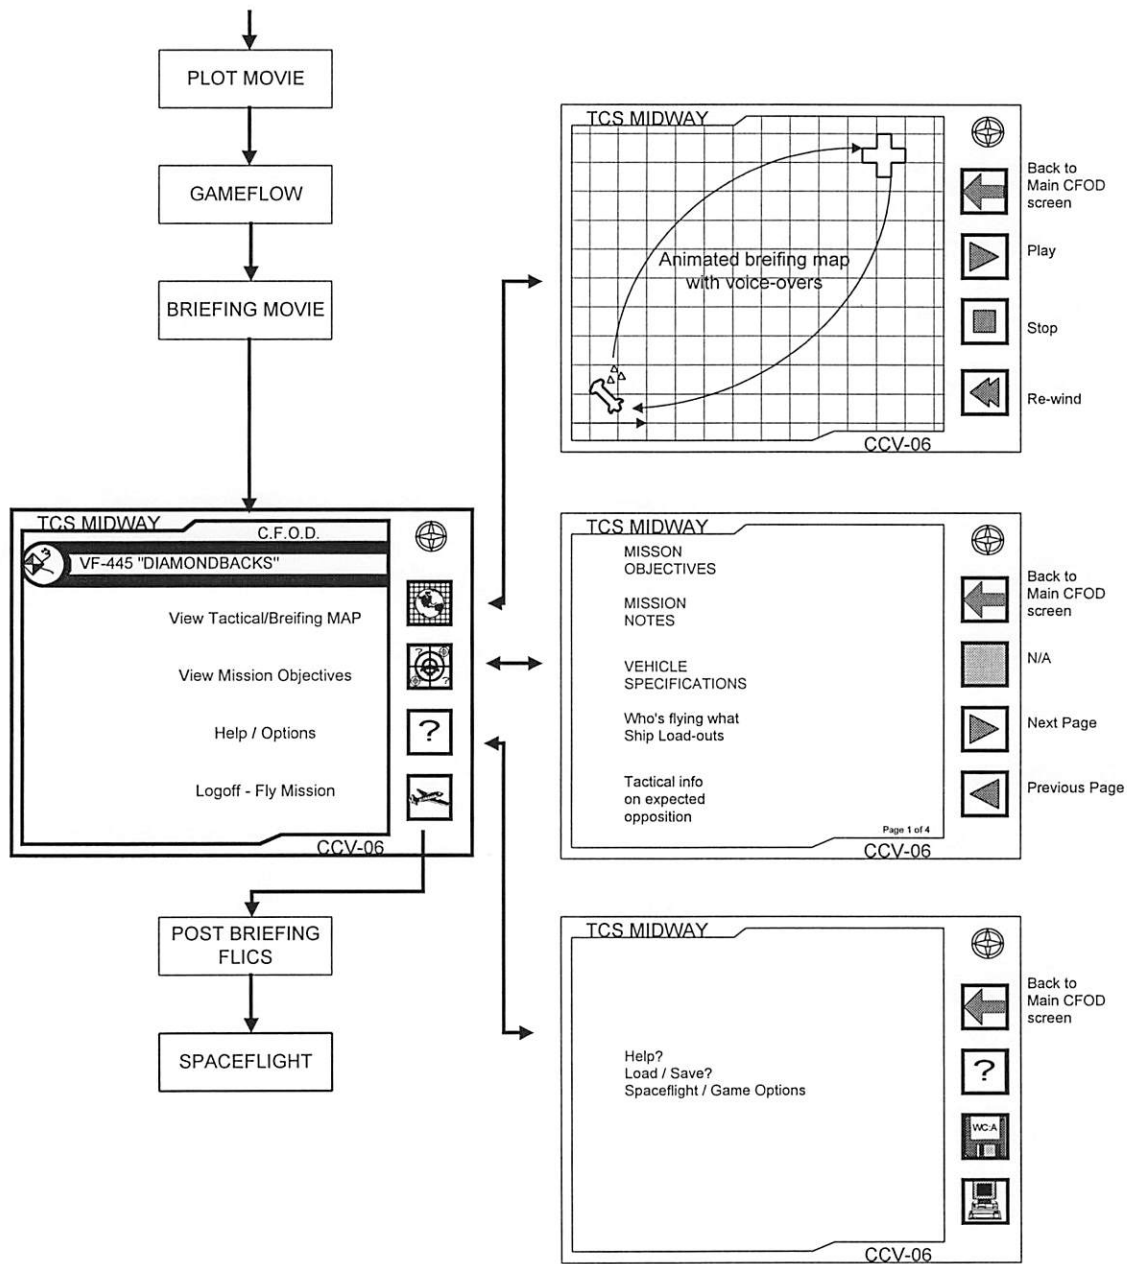 PLOT MOVIE
GAMEFLOW
BRIEFING MOVIE
TCS MIDWAY
C.F.O.D.
VF-445 "DIAMONDBACKS"
View Tactical/Breifing MAP
View Mission Objectives
Help / Options
?
Logoff - Fly Mission
CCV-06
POST BRIEFING
FLICS
SPACEFLIGHT
TCS MIDWAY
Animated breifing map
with voice-overs
Back to
Main CFOD
screen
Play
Stop
Re-wind
CCV-06
TCS MIDWAY
MISSON
OBJECTIVES
MISSION
NOTES
VEHICLE
SPECIFICATIONS
Who's flying what
Ship Load-outs
Tactical info
on expected
opposition
Page 1 of 4
CCV-06
Back to
Main CFOD
screen
N/A
Next Page
Previous Page
TCS MIDWAY
Help?
Load / Save?
Spaceflight / Game Options
Back to
Main CFOD
screen
?
WC:A
CCV-06